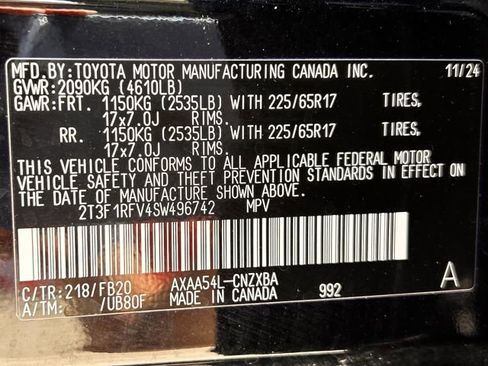 MFD.BY:TOYOTA MOTOR MANUFACTURING CANADA INC. 11/24
GVWR:2090KG (4610LB)
GAWR:FRT. 1150KG (2535LB) WITH 225/65R17 TIRES,
17x7.0J RIMS.
RR. 1150KG (2535LB) WITH 225/65R17 TIRES,
17x7.0J RIMS.
THIS VEHICLE CONFORMS TO ALL APPLICABLE FEDERAL MOTOR
VEHICLE SAFETY AND THEFT PREVENTION STANDARDS IN EFFECT ON
THE DATE OF MANUFACTURE SHOWN ABOVE.
2T3F1RFV4SW496742 MPV
C/TR:218/FB20 AXAA54L-CNZXBA A
A/TM: /UB80F MADE IN CANADA 992